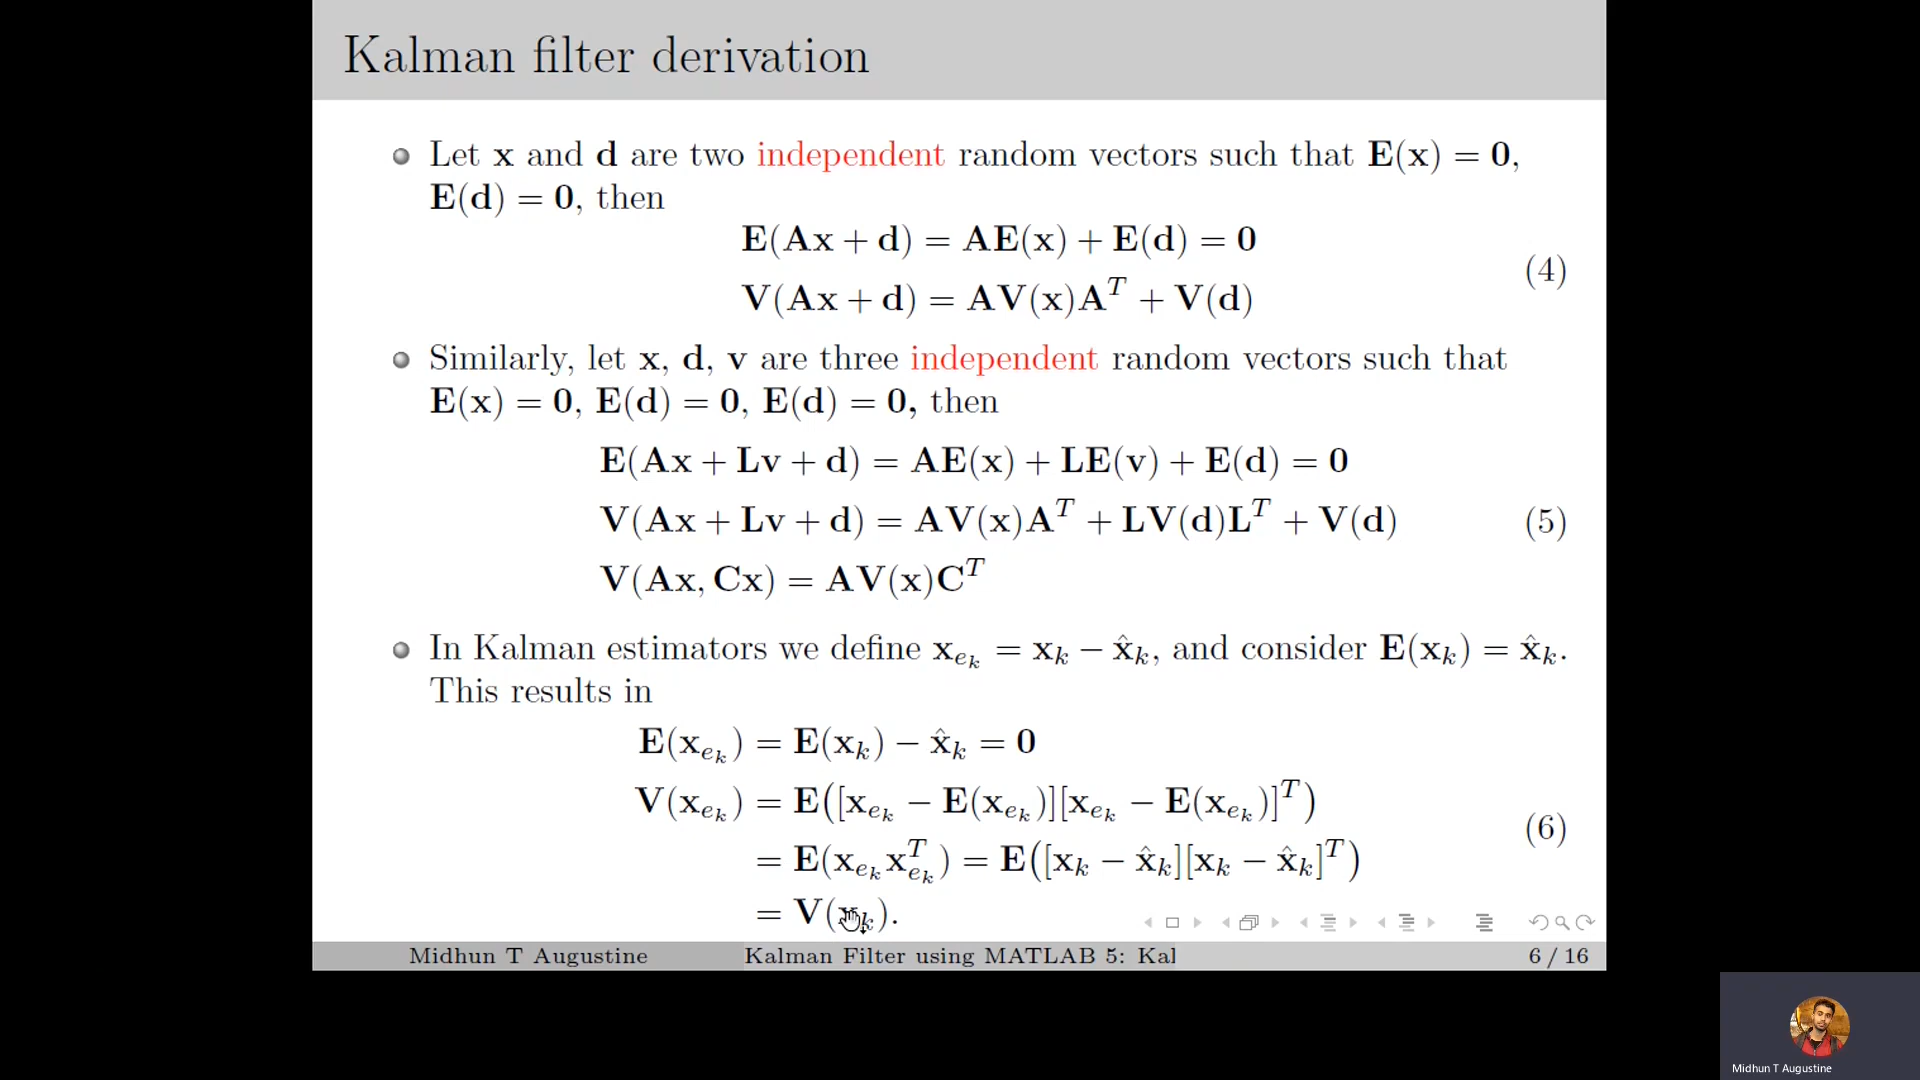 Kalman filter derivation
Let x and d are two independent random vectors such that E(x) = 0,
E(d) = 0, then
E(Ax + d) = AE(x) + E(d) = 0
V(Ax + d) = AV(x)Aᵀ + V(d)
(4)
Similarly, let x, d, v are three independent random vectors such that
E(x) = 0, E(d) = 0, E(d) = 0, then
E(Ax + Lv + d) = AE(x) + LE(v) + E(d) = 0
V(Ax + Lv + d) = AV(x)Aᵀ + LV(d)Lᵀ + V(d)
(5)
V(Ax, Cx) = AV(x)Cᵀ
In Kalman estimators we define x_{e_k} = x_k − x̂_k, and consider E(x_k) = x̂_k.
This results in
E(x_{e_k}) = E(x_k) − x̂_k = 0
V(x_{e_k}) = E([x_{e_k} − E(x_{e_k})][x_{e_k} − E(x_{e_k})]ᵀ)
(6)
= E(x_{e_k} x_{e_k}ᵀ) = E([x_k − x̂_k][x_k − x̂_k]ᵀ)
= V(x_k).
Midhun T Augustine Kalman Filter using MATLAB 5: Kal 6 / 16
Midhun T Augustine